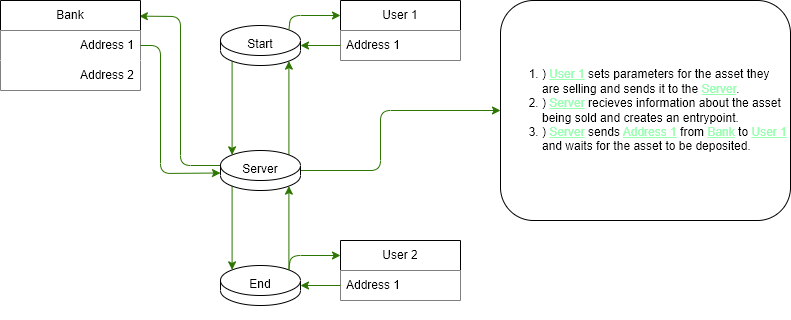 Bank
Address 1
Address 2
Start
User 1
Address 1
Server
End
User 2
Address 1
1. ) User 1 sets parameters for the asset they
are selling and sends it to the Server.
2. ) Server recieves information about the asset
being sold and creates an entrypoint.
3. ) Server sends Address 1 from Bank to User 1
and waits for the asset to be deposited.